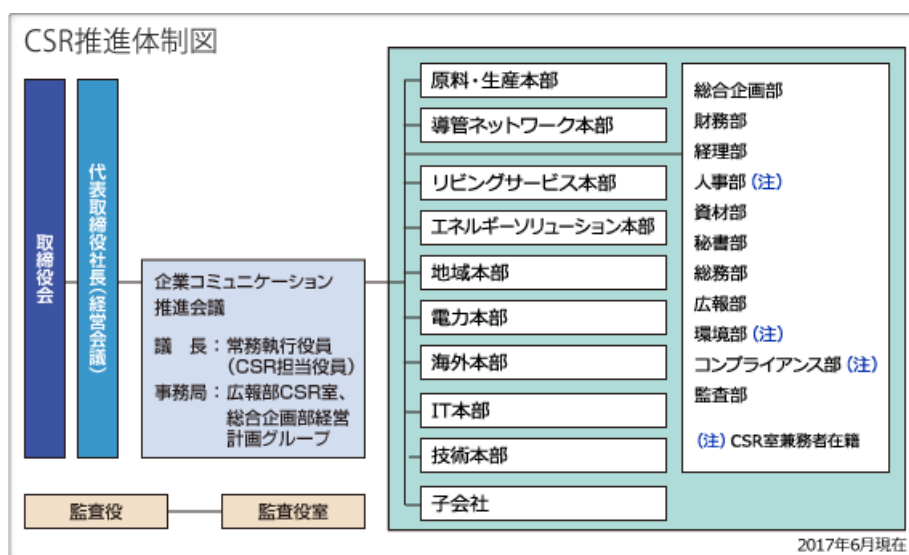 CSR推進体制図
取締役会
代表取締役社長(経営会議)
企業コミュニケーション
推進会議
議 長:常務執行役員
(CSR担当役員)
事務局:広報部CSR室、
総合企画部経営
計画グループ
監査役
監査役室
原料・生産本部
導管ネットワーク本部
リビングサービス本部
エネルギーソリューション本部
地域本部
電力本部
海外本部
IT本部
技術本部
子会社
総合企画部
財務部
経理部
人事部(注)
資材部
秘書部
総務部
広報部
環境部(注)
コンプライアンス部(注)
監査部
(注)CSR室兼務者在籍
2017年6月現在